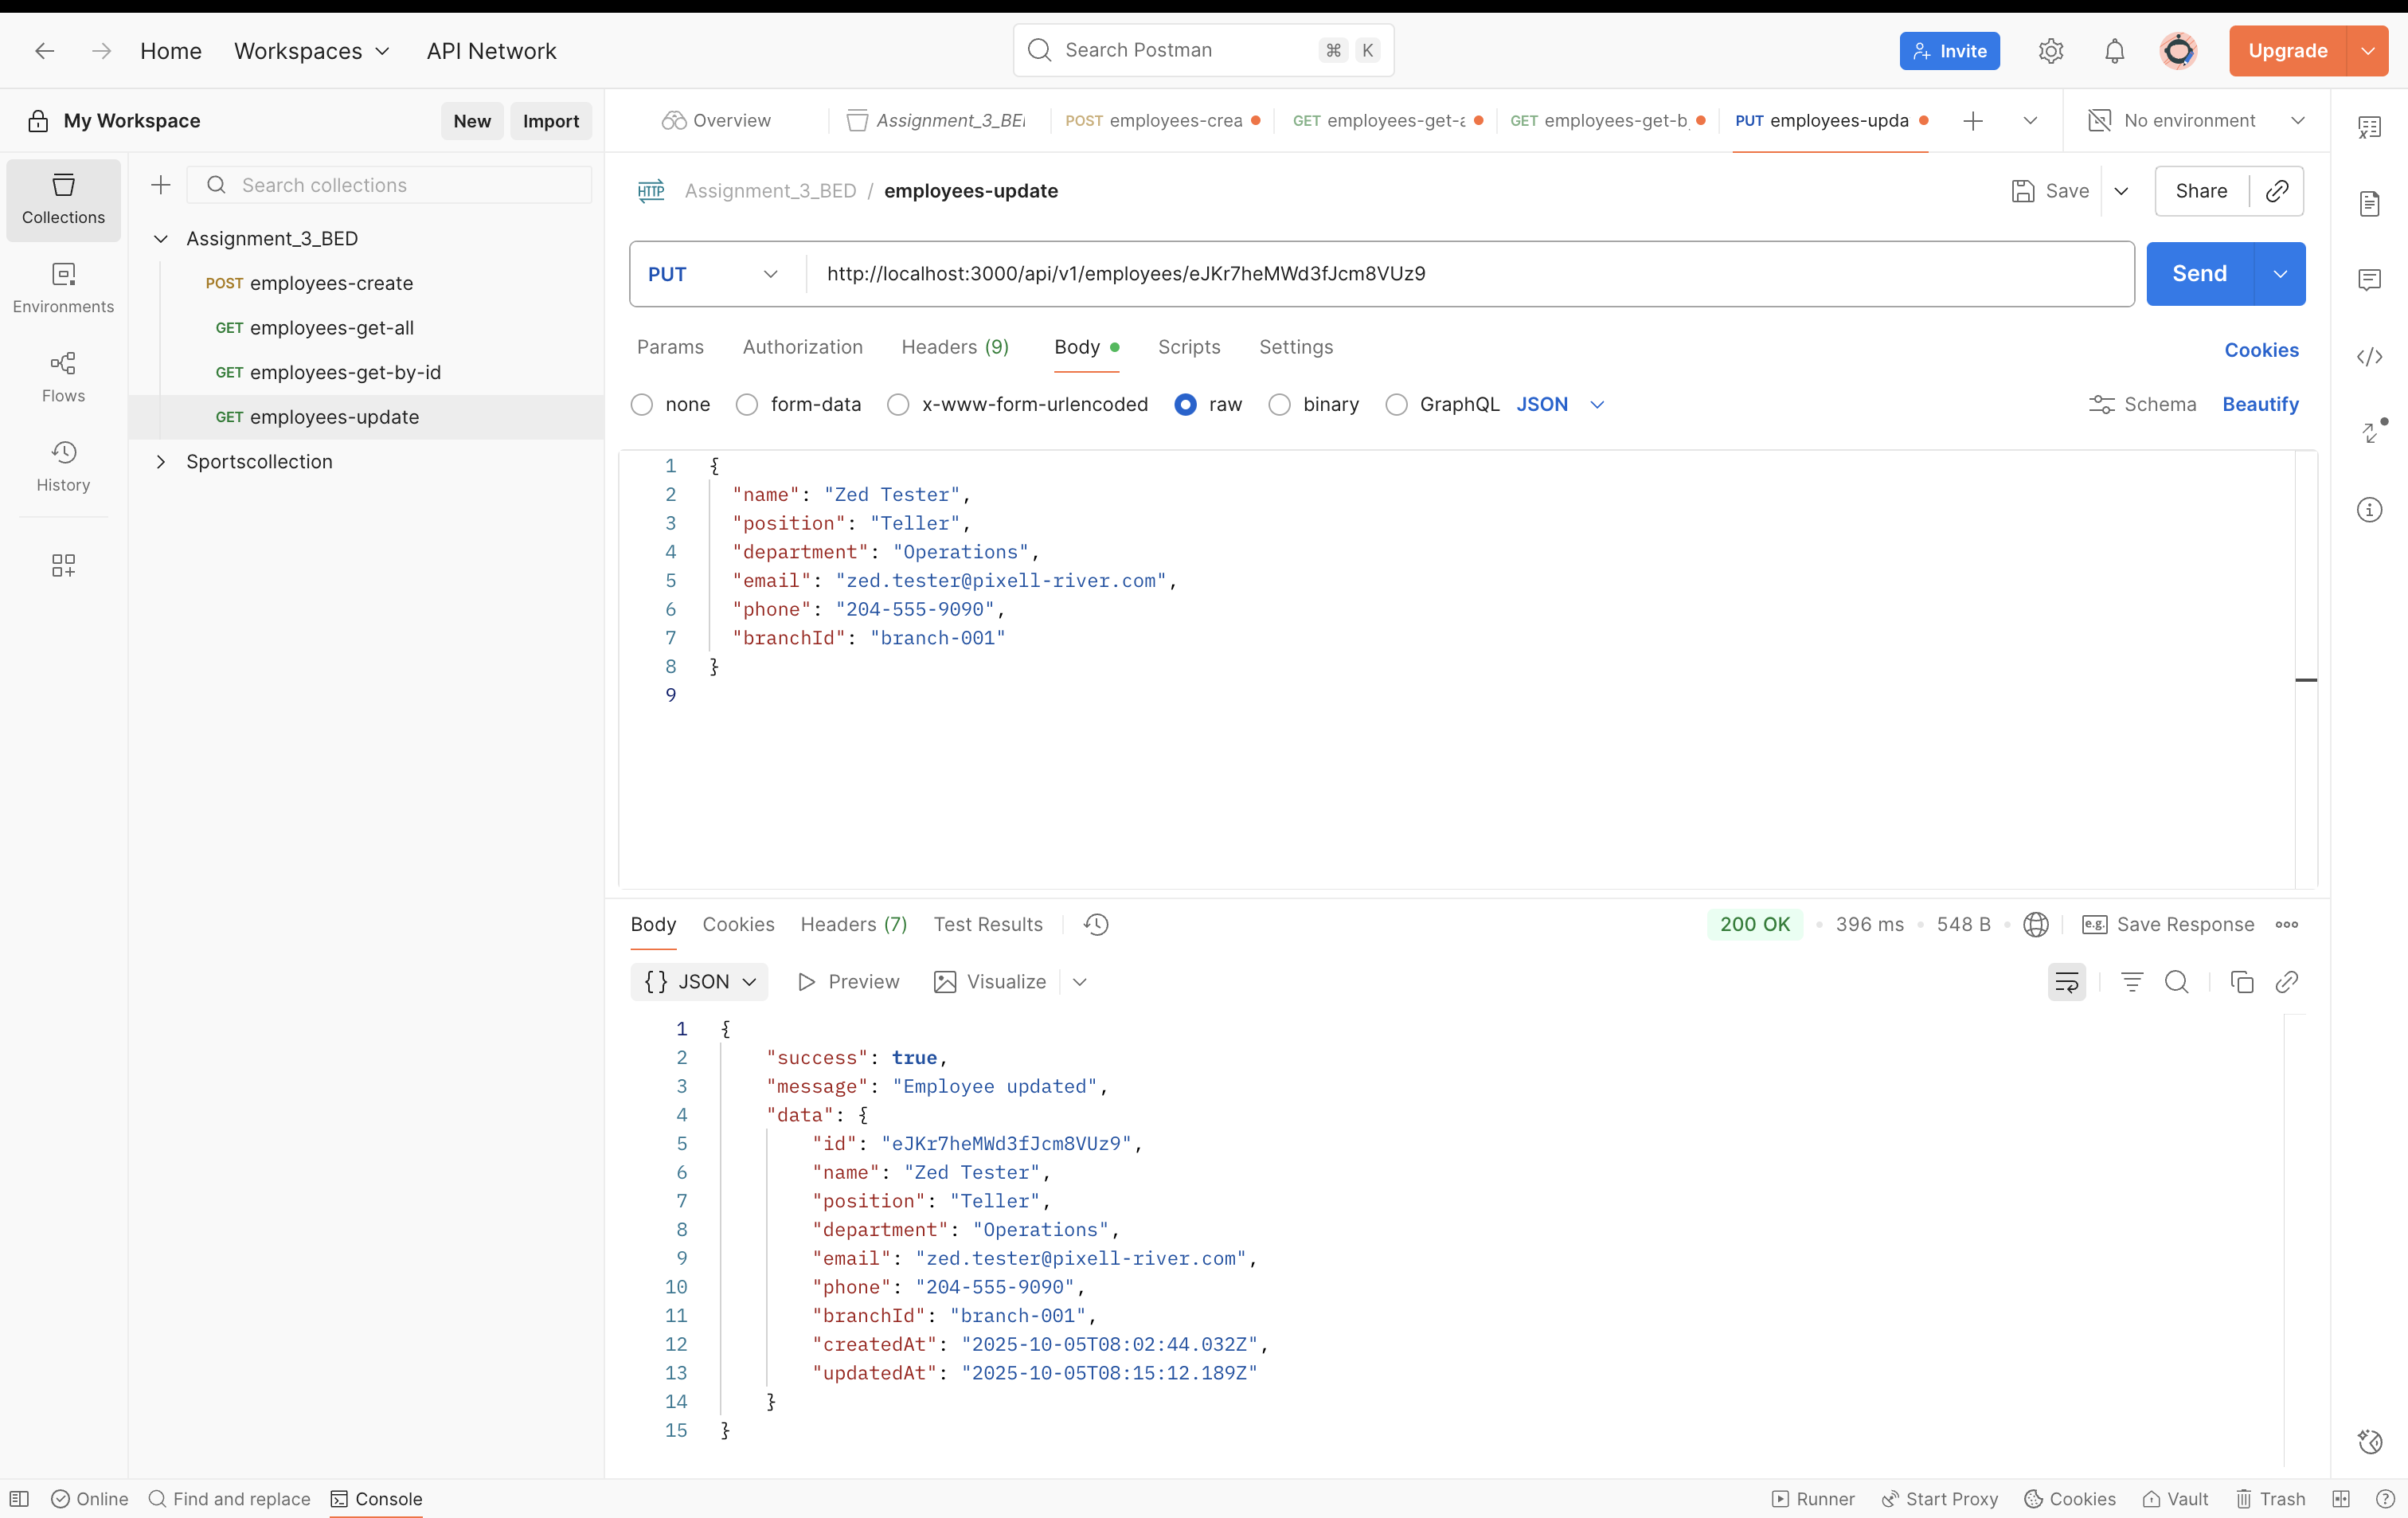 Home Workspaces API Network Search Postman ⌘ K Invite Upgrade
My Workspace New Import
Overview Assignment_3_BEI POST employees-crea GET employees-get-a GET employees-get-b PUT employees-upda No environment
Collections
Environments
Flows
History
Search collections
Assignment_3_BED
POST employees-create
GET employees-get-all
GET employees-get-by-id
GET employees-update
Sportscollection
HTTP Assignment_3_BED / employees-update Save Share
PUT http://localhost:3000/api/v1/employees/eJKr7heMWd3fJcm8VUz9 Send
Params Authorization Headers (9) Body Scripts Settings Cookies
none form-data x-www-form-urlencoded raw binary GraphQL JSON Schema Beautify
1 {
2 "name": "Zed Tester",
3 "position": "Teller",
4 "department": "Operations",
5 "email": "zed.tester@pixell-river.com",
6 "phone": "204-555-9090",
7 "branchId": "branch-001"
8 }
9
Body Cookies Headers (7) Test Results 200 OK • 396 ms • 548 B • e.g. Save Response
{} JSON Preview Visualize
1 {
2 "success": true,
3 "message": "Employee updated",
4 "data": {
5 "id": "eJKr7heMWd3fJcm8VUz9",
6 "name": "Zed Tester",
7 "position": "Teller",
8 "department": "Operations",
9 "email": "zed.tester@pixell-river.com",
10 "phone": "204-555-9090",
11 "branchId": "branch-001",
12 "createdAt": "2025-10-05T08:02:44.032Z",
13 "updatedAt": "2025-10-05T08:15:12.189Z"
14 }
15 }
Online Find and replace Console Runner Start Proxy Cookies Vault Trash